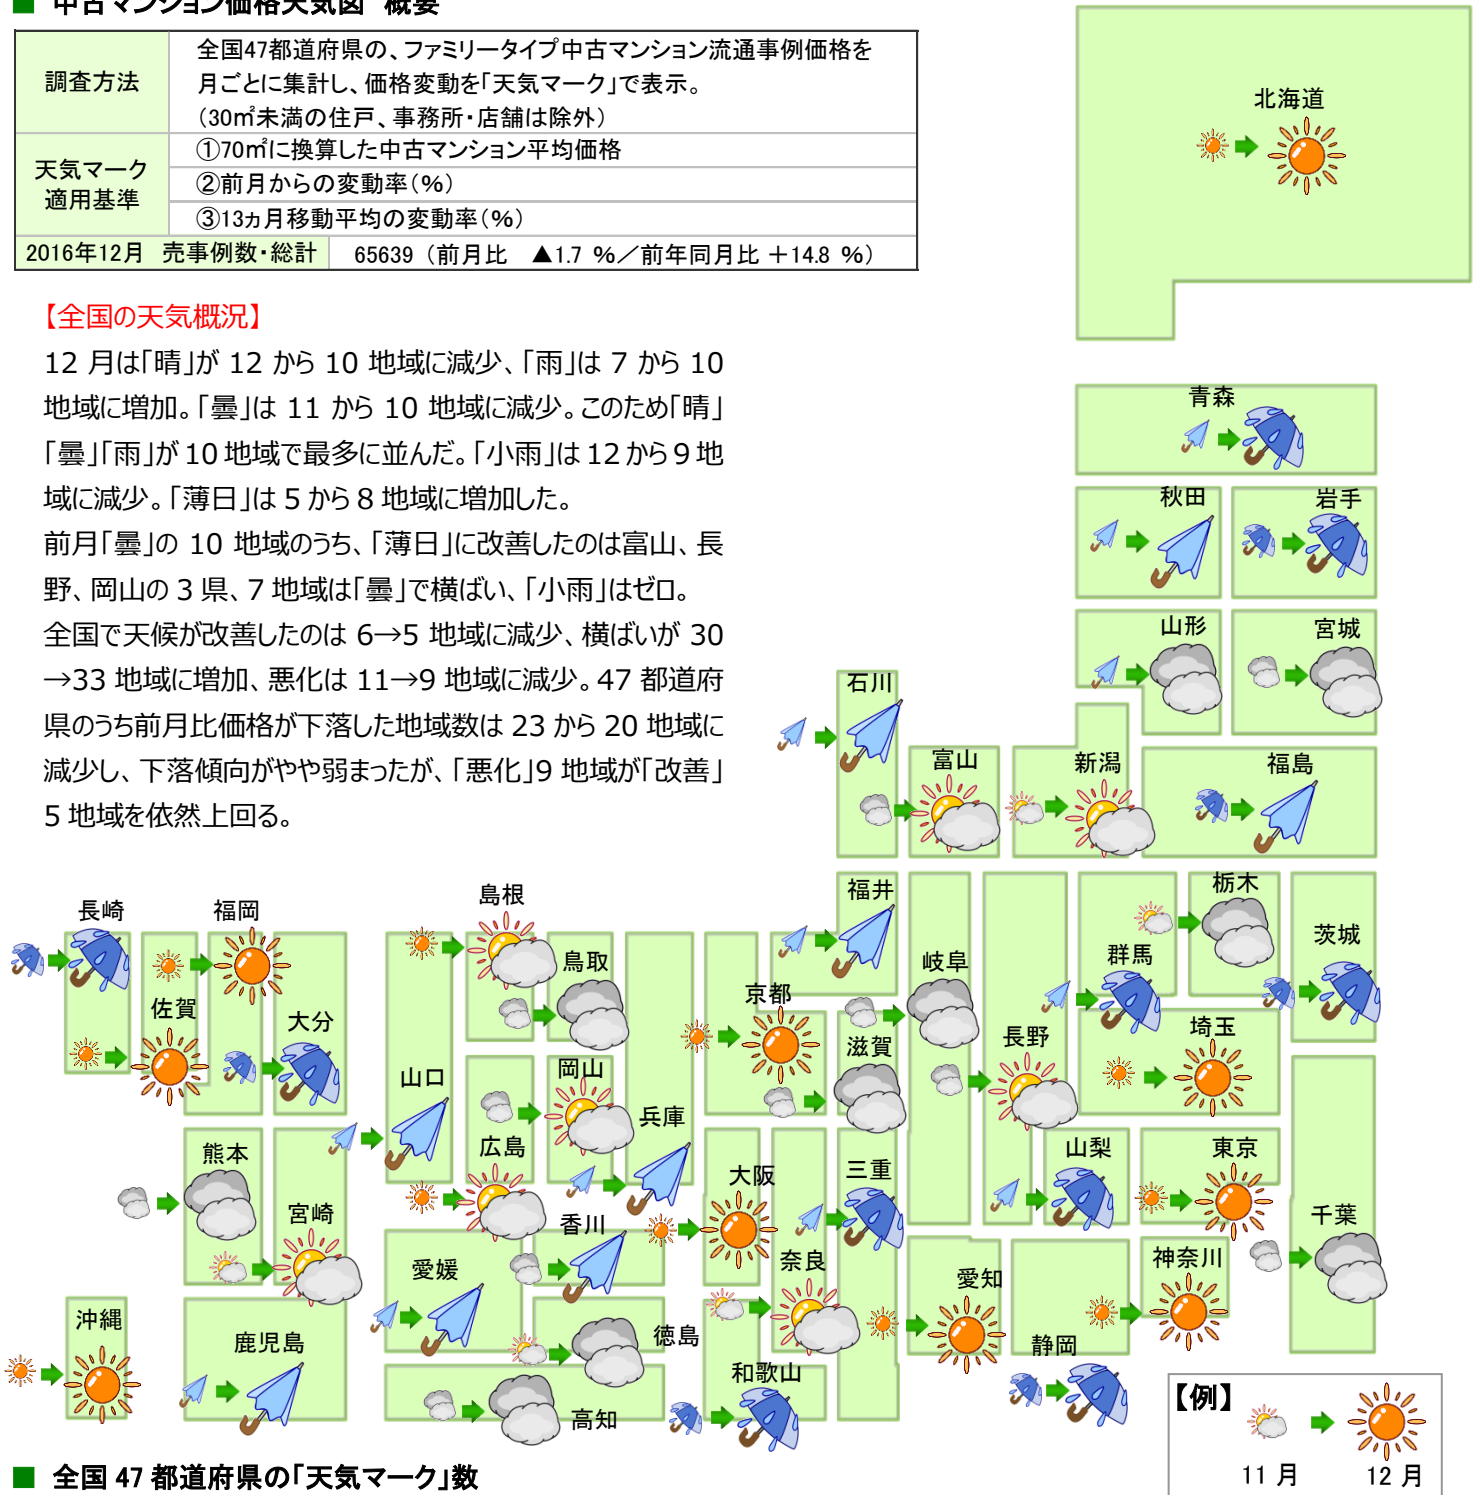 ■ 中古マンション価格天気図 概要
調査方法
全国47都道府県の、ファミリータイプ中古マンション流通事例価格を
月ごとに集計し、価格変動を「天気マーク」で表示。
（30㎡未満の住戸、事務所・店舗は除外）
天気マーク
適用基準
①70㎡に換算した中古マンション平均価格
②前月からの変動率（％）
③13ヵ月移動平均の変動率（％）
2016年12月 売事例数・総計 65639（前月比 ▲1.7 ％／前年同月比 ＋14.8 ％）
【全国の天気概況】
12 月は「晴」が 12 から 10 地域に減少、「雨」は 7 から 10
地域に増加。「曇」は 11 から 10 地域に減少。このため「晴」
「曇」「雨」が 10 地域で最多に並んだ。「小雨」は 12 から 9 地
域に減少。「薄日」は 5 から 8 地域に増加した。
前月「曇」の 10 地域のうち、「薄日」に改善したのは富山、長
野、岡山の 3 県、7 地域は「曇」で横ばい、「小雨」はゼロ。
全国で天候が改善したのは 6→5 地域に減少、横ばいが 30
→33 地域に増加、悪化は 11→9 地域に減少。47 都道府
県のうち前月比価格が下落した地域数は 23 から 20 地域に
減少し、下落傾向がやや弱まったが、「悪化」9 地域が「改善」
5 地域を依然上回る。
北海道
青森
秋田
岩手
山形
宮城
石川
富山
新潟
福島
福井
栃木
茨城
群馬
岐阜
長野
埼玉
滋賀
京都
島根
鳥取
岡山
兵庫
山口
広島
長崎
福岡
佐賀
大分
熊本
宮崎
香川
大阪
三重
山梨
東京
千葉
愛媛
奈良
愛知
神奈川
沖縄
鹿児島
徳島
和歌山
静岡
高知
【例】
11 月
12 月
■ 全国 47 都道府県の「天気マーク」数